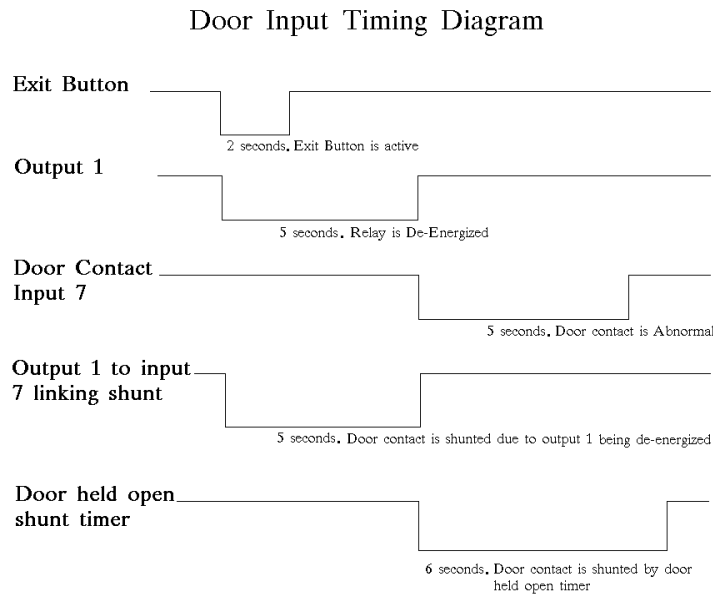 Door Input Timing Diagram
Exit Button
2 seconds. Exit Button is active
Output 1
5 seconds. Relay is De-Energized
Door Contact
Input 7
5 seconds. Door contact is Abnormal
Output 1 to input
7 linking shunt
5 seconds. Door contact is shunted due to output 1 being de-energized
Door held open
shunt timer
6 seconds. Door contact is shunted by door
held open timer